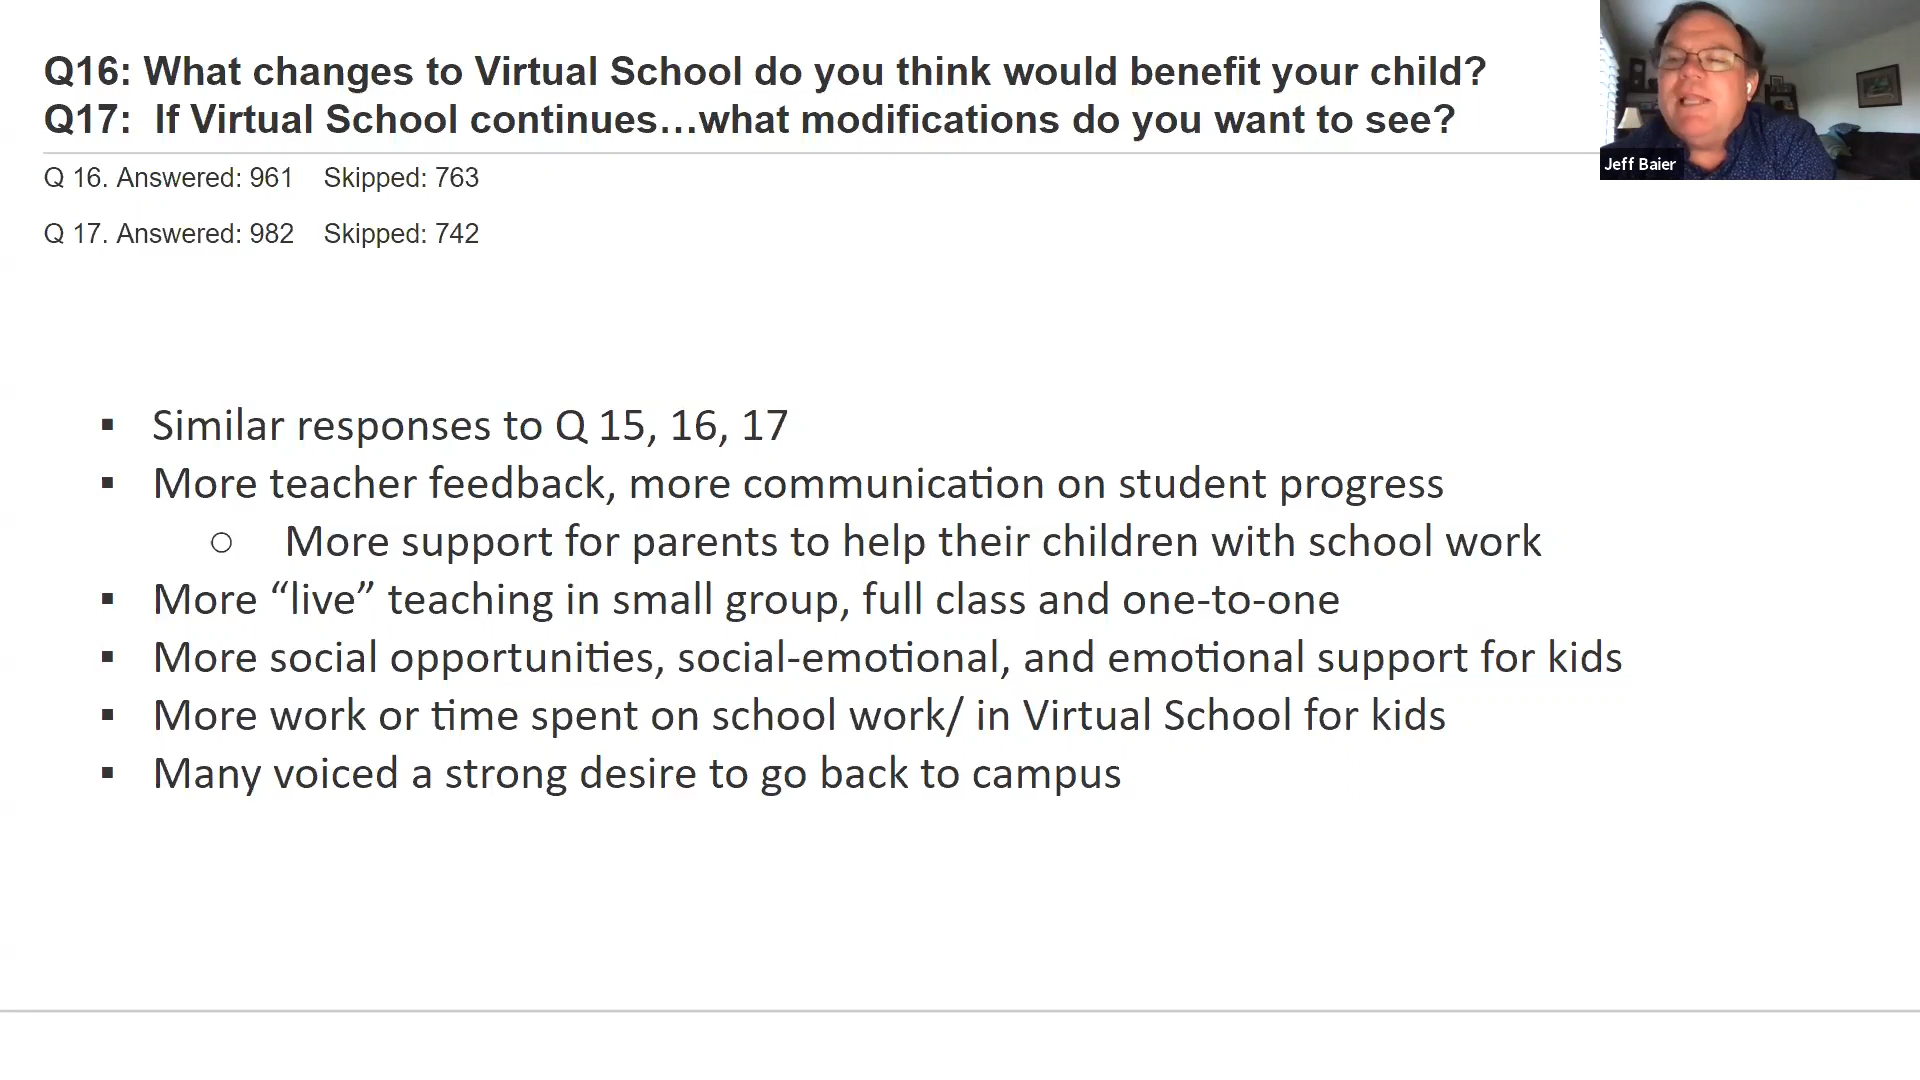 Q16: What changes to Virtual School do you think would benefit your child?
Q17: If Virtual School continues…what modifications do you want to see?
Q 16. Answered: 961 Skipped: 763
Q 17. Answered: 982 Skipped: 742
Jeff Baier
▪ Similar responses to Q 15, 16, 17
▪ More teacher feedback, more communication on student progress
○ More support for parents to help their children with school work
▪ More “live” teaching in small group, full class and one-to-one
▪ More social opportunities, social-emotional, and emotional support for kids
▪ More work or time spent on school work/ in Virtual School for kids
▪ Many voiced a strong desire to go back to campus